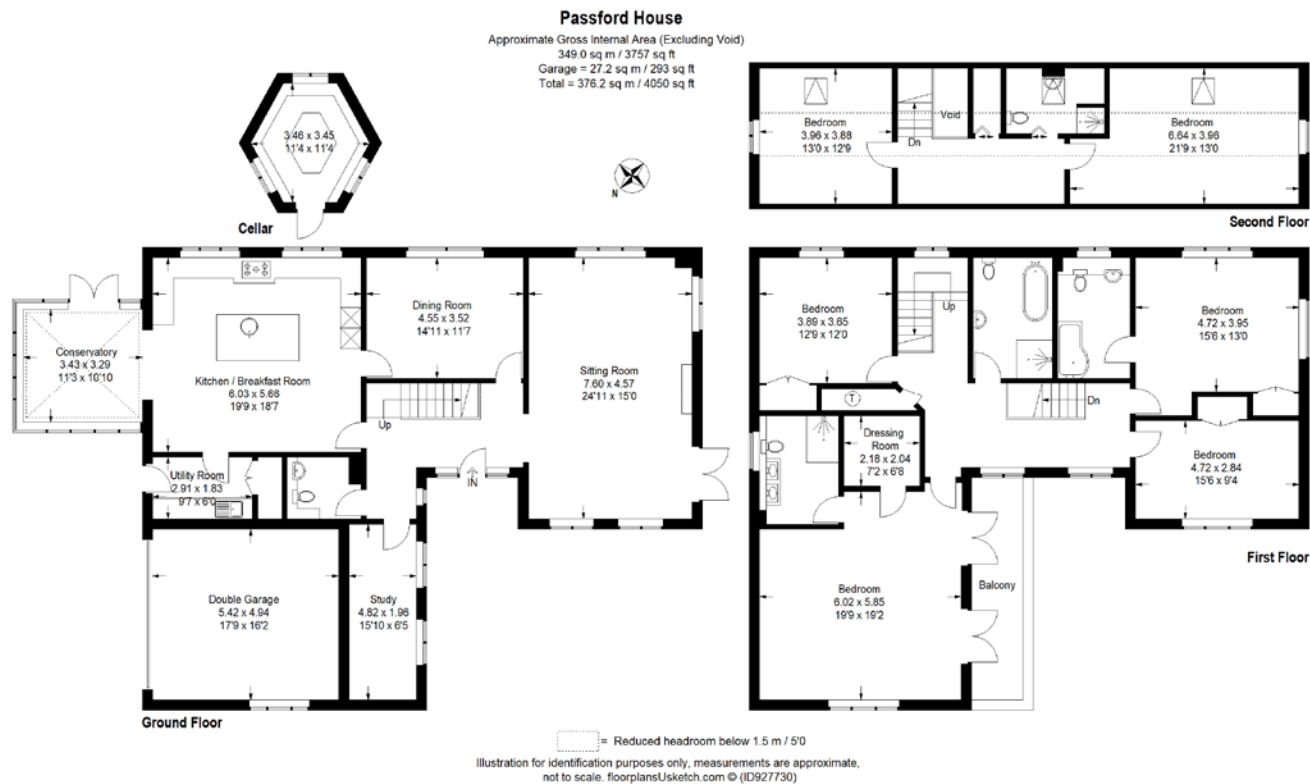 Passford House
Approximate Gross Internal Area (Excluding Void)
349.0 sq m / 3757 sq ft
Garage = 27.2 sq m / 293 sq ft
Total = 376.2 sq m / 4050 sq ft
3.46 x 3.45
11'4 x 11'4
Cellar
N
Bedroom
3.96 x 3.88
13'0 x 12'9
Dn
Void
Bedroom
6.64 x 3.96
21'9 x 13'0
Second Floor
Conservatory
3.43 x 3.29
11'3 x 10'10
Kitchen / Breakfast Room
6.03 x 5.66
19'9 x 18'7
Dining Room
4.55 x 3.52
14'11 x 11'7
Sitting Room
7.60 x 4.57
24'11 x 15'0
Up
IN
Utility Room
2.91 x 1.83
9'7 x 6'0
Double Garage
5.42 x 4.94
17'9 x 16'2
Study
4.82 x 1.96
15'10 x 6'5
Ground Floor
Bedroom
3.89 x 3.65
12'9 x 12'0
Up
Bedroom
4.72 x 3.95
15'6 x 13'0
T
Dn
Dressing
Room
2.18 x 2.04
7'2 x 6'8
Bedroom
4.72 x 2.84
15'6 x 9'4
Bedroom
6.02 x 5.85
19'9 x 19'2
Balcony
First Floor
= Reduced headroom below 1.5 m / 5'0
Illustration for identification purposes only, measurements are approximate,
not to scale. floorplansUsketch.com © (ID927730)